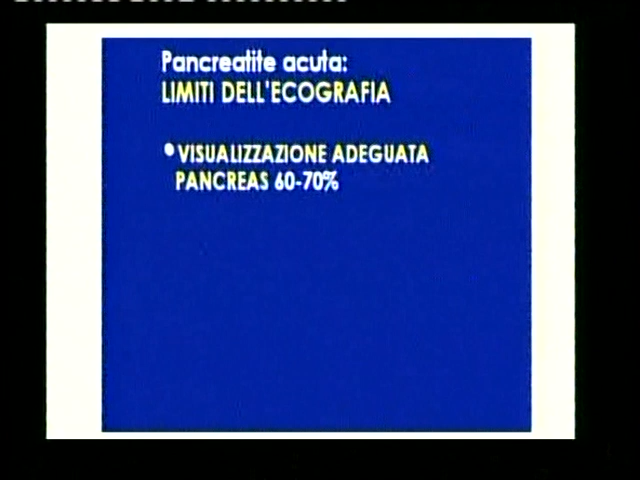 Pancreatite acuta:
LIMITI DELL'ECOGRAFIA
•VISUALIZZAZIONE ADEGUATA
PANCREAS 60-70%